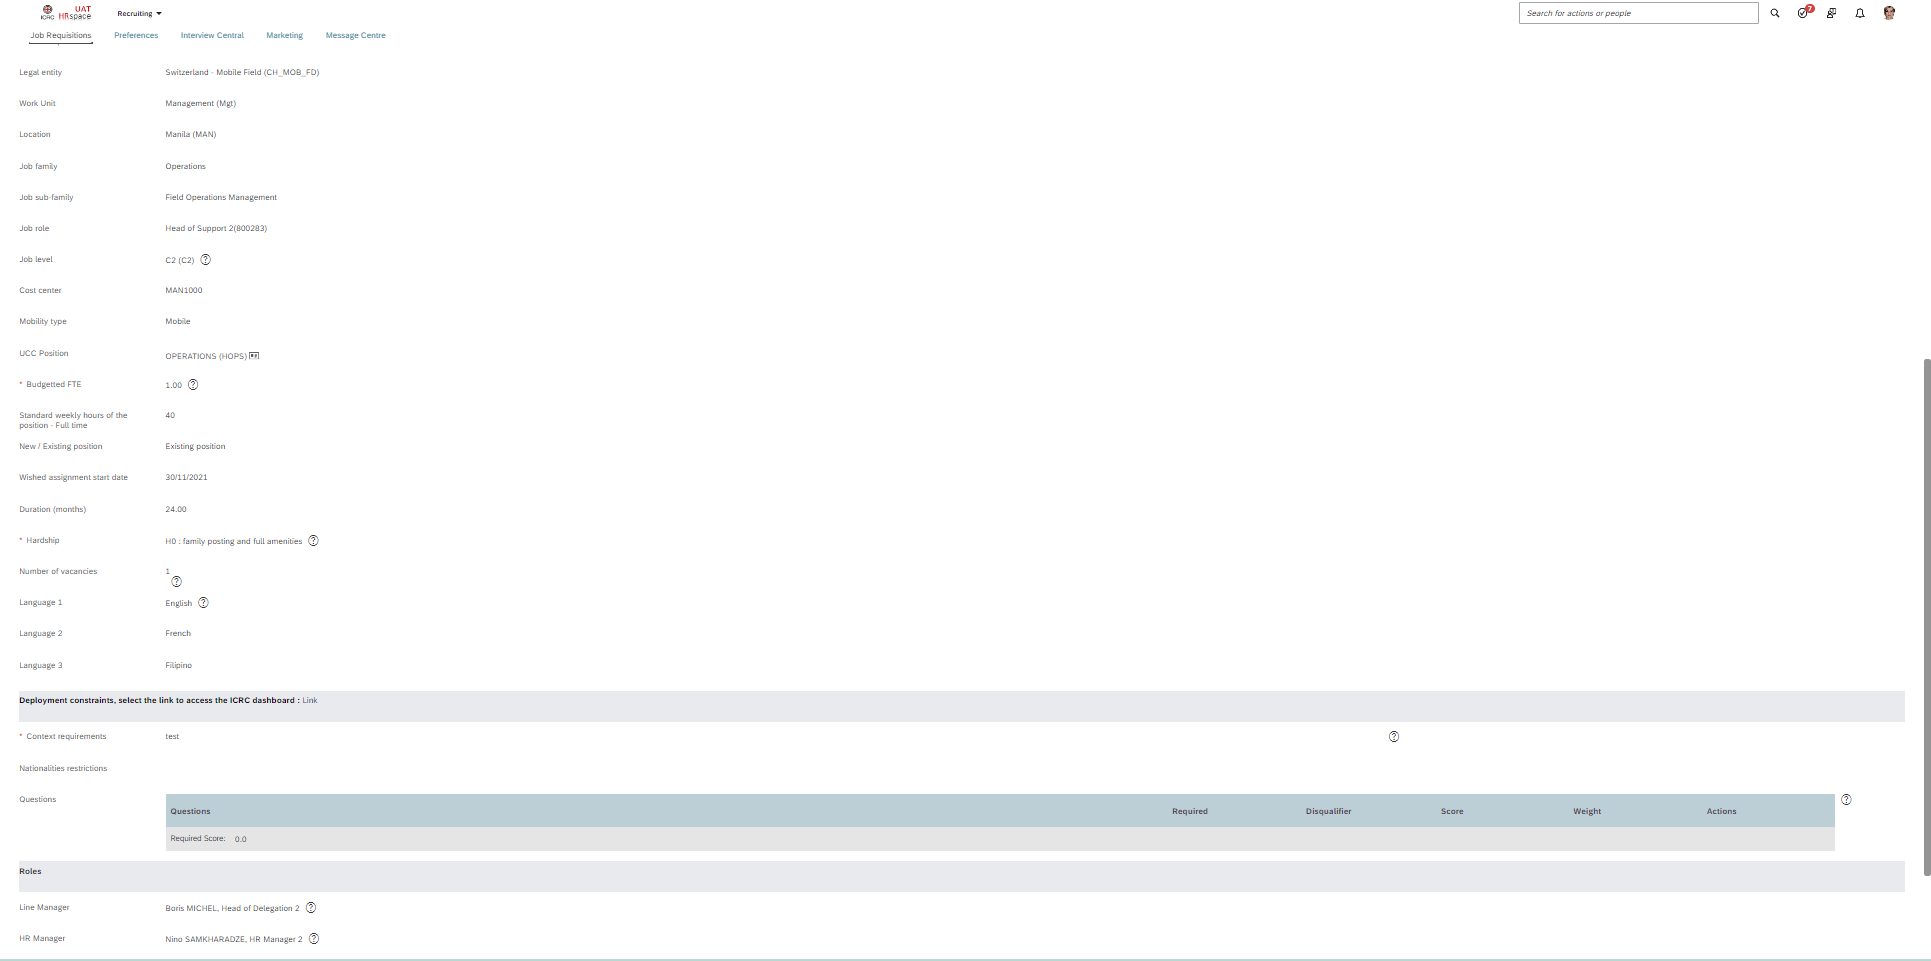 ICRC UAT HRspace Recruiting Search for actions or people 7
Job Requisitions Preferences Interview Central Marketing Message Centre
Legal entity Switzerland - Mobile Field (CH_MOB_FD)
Work Unit Management (Mgt)
Location Manila (MAN)
Job family Operations
Job sub-family Field Operations Management
Job role Head of Support 2(800283)
Job level C2 (C2) ?
Cost center MAN1000
Mobility type Mobile
UCC Position OPERATIONS (HOPS)
* Budgetted FTE 1.00 ?
Standard weekly hours of the 40
position - Full time
New / Existing position Existing position
Wished assignment start date 30/11/2021
Duration (months) 24.00
* Hardship H0 : family posting and full amenities ?
Number of vacancies 1
?
Language 1 English ?
Language 2 French
Language 3 Filipino
Deployment constraints, select the link to access the ICRC dashboard : Link
* Context requirements test ?
Nationalities restrictions
Questions ?
Questions Required Disqualifier Score Weight Actions
Required Score: 0.0
Roles
Line Manager Boris MICHEL, Head of Delegation 2 ?
HR Manager Nino SAMKHARADZE, HR Manager 2 ?